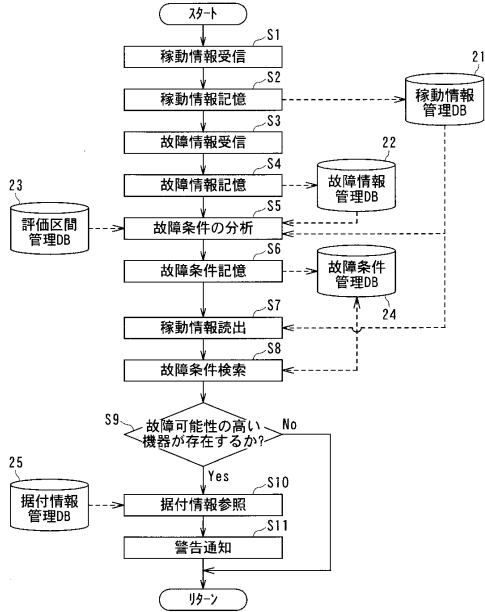 スタート
S1
稼動情報受信
S2
稼動情報記憶
21
稼動情報
管理DB
S3
故障情報受信
S4
故障情報記憶
22
故障情報
管理DB
23
評価区間
管理DB
S5
故障条件の分析
S6
故障条件記憶
故障条件
管理DB
24
S7
稼動情報読出
S8
故障条件検索
S9
故障可能性の高い
機器が存在するか?
No
Yes
25
据付情報
管理DB
S10
据付情報参照
S11
警告通知
リターン